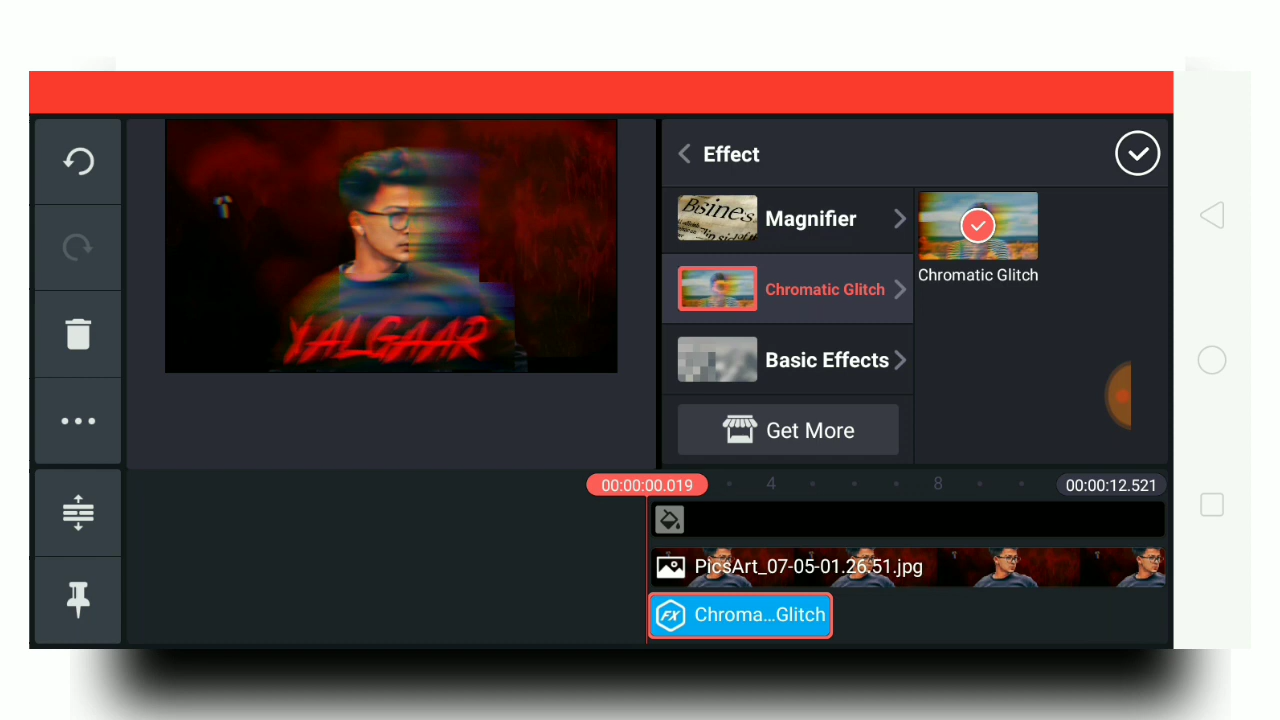 Effect
Magnifier
Chromatic Glitch
Chromatic Glitch
Basic Effects
Get More
YALGAAR
00:00:00.019
4
8
00:00:12.521
PicsArt_07-05-01.26:51.jpg
FX
Chroma...Glitch